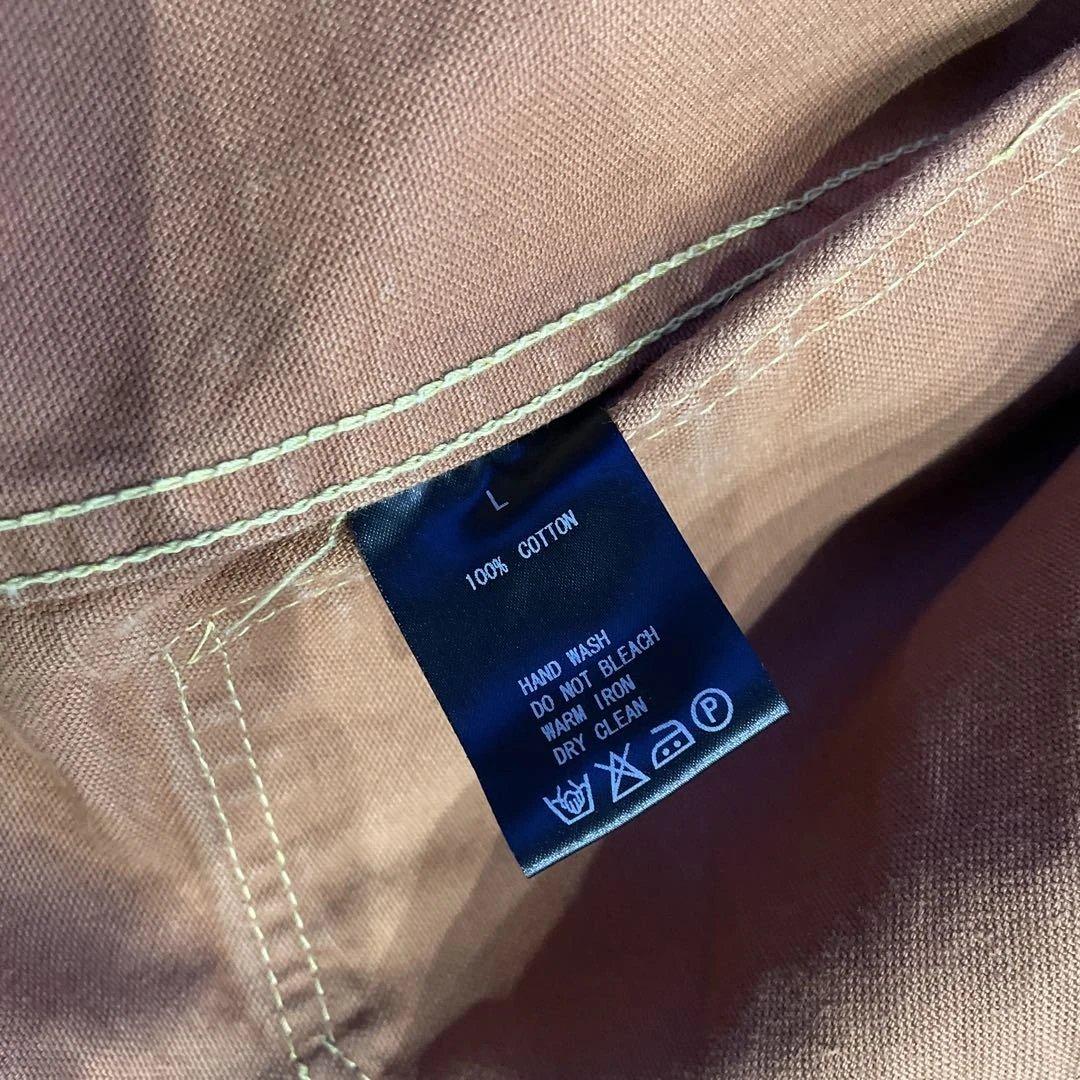 L
100% COTTON
HAND WASH
DO NOT BLEACH
WARM IRON
DRY CLEAN
P